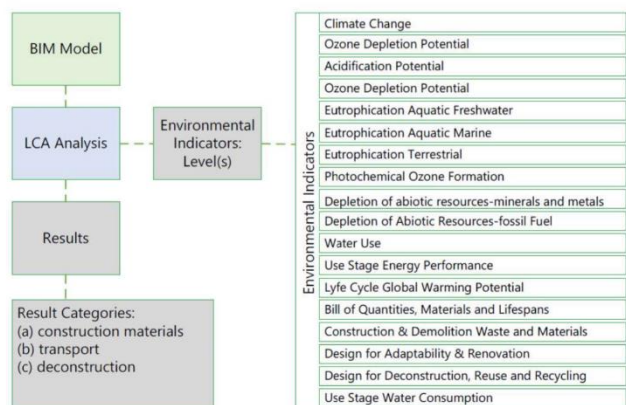 BIM Model
LCA Analysis
Environmental
Indicators:
Level(s)
Results
Result Categories:
(a) construction materials
(b) transport
(c) deconstruction
Environmental Indicators
Climate Change
Ozone Depletion Potential
Acidification Potential
Ozone Depletion Potential
Eutrophication Aquatic Freshwater
Eutrophication Aquatic Marine
Eutrophication Terrestrial
Photochemical Ozone Formation
Depletion of abiotic resources-minerals and metals
Depletion of Abiotic Resources-fossil Fuel
Water Use
Use Stage Energy Performance
Lyfe Cycle Global Warming Potential
Bill of Quantities, Materials and Lifespans
Construction & Demolition Waste and Materials
Design for Adaptability & Renovation
Design for Deconstruction, Reuse and Recycling
Use Stage Water Consumption